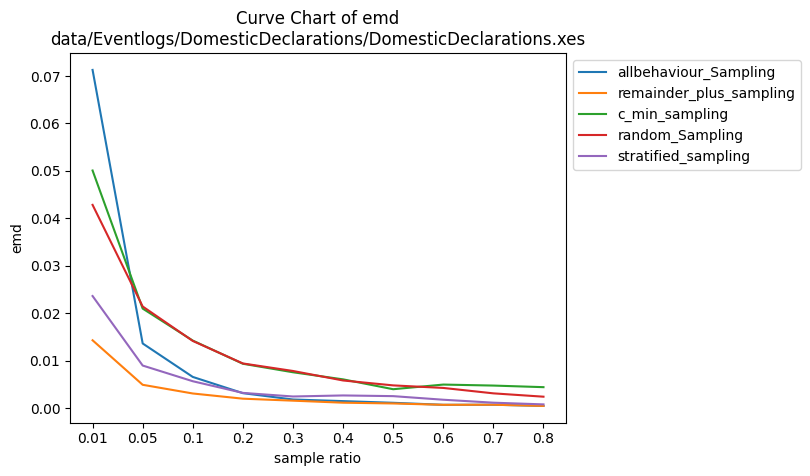 Curve Chart of emd
data/Eventlogs/DomesticDeclarations/DomesticDeclarations.xes
emd
0.07
0.06
0.05
0.04
0.03
0.02
0.01
0.00
0.01 0.05 0.1 0.2 0.3 0.4 0.5 0.6 0.7 0.8
sample ratio
allbehaviour_Sampling
remainder_plus_sampling
c_min_sampling
random_Sampling
stratified_sampling